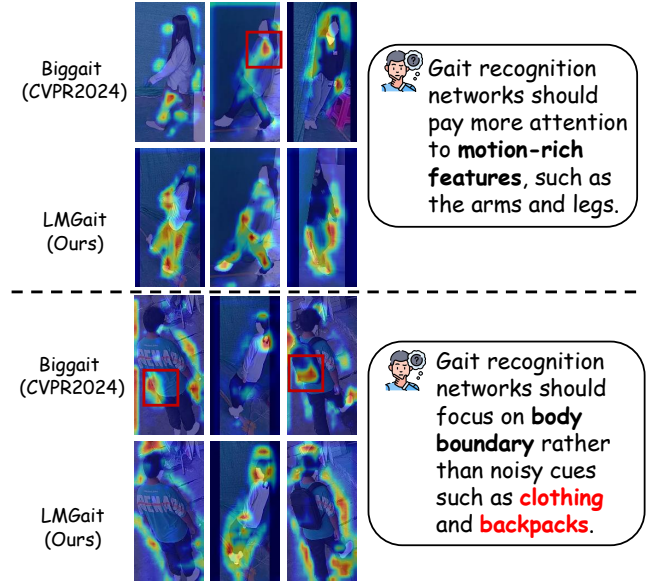 Biggait
(CVPR2024)
Gait recognition
networks should
pay more attention
to motion-rich
features, such as
the arms and legs.
LMGait
(Ours)
Biggait
(CVPR2024)
Gait recognition
networks should
focus on body
boundary rather
than noisy cues
such as clothing
and backpacks.
LMGait
(Ours)